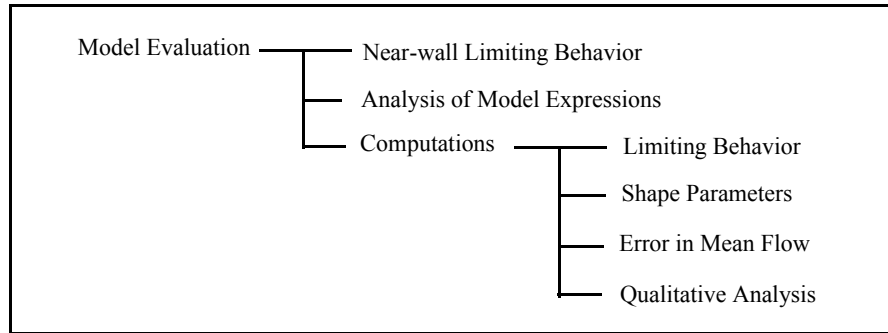 Model Evaluation
Near-wall Limiting Behavior
Analysis of Model Expressions
Computations
Limiting Behavior
Shape Parameters
Error in Mean Flow
Qualitative Analysis